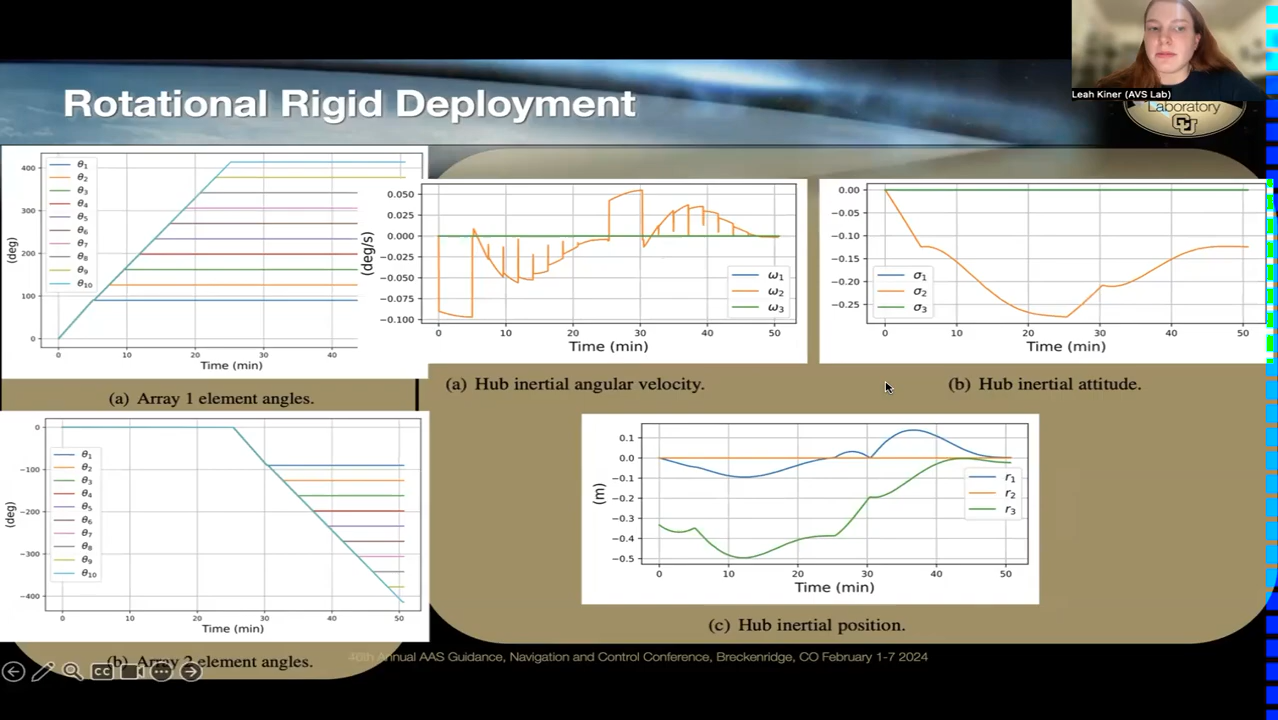 Leah Kiner (AVS Lab)
Laboratory
CU
Rotational Rigid Deployment
θ1
θ2
θ3
θ4
θ5
θ6
θ7
θ8
θ9
θ10
(deg)
400
300
200
100
0
0 10 20 30 40
Time (min)
(a) Array 1 element angles.
(deg/s)
0.050
0.025
0.000
−0.025
−0.050
−0.075
−0.100
ω1
ω2
ω3
0 10 20 30 40 50
Time (min)
(a) Hub inertial angular velocity.
0.00
−0.05
−0.10
−0.15
−0.20
−0.25
σ1
σ2
σ3
0 10 20 30 40 50
Time (min)
(b) Hub inertial attitude.
(deg)
0
−100
−200
−300
−400
θ1
θ2
θ3
θ4
θ5
θ6
θ7
θ8
θ9
θ10
0 10 20 30 40 50
Time (min)
(b) Array 2 element angles.
(m)
0.1
0.0
−0.1
−0.2
−0.3
−0.4
−0.5
r1
r2
r3
0 10 20 30 40 50
Time (min)
(c) Hub inertial position.
46th Annual AAS Guidance, Navigation and Control Conference, Breckenridge, CO February 1-7 2024
CC